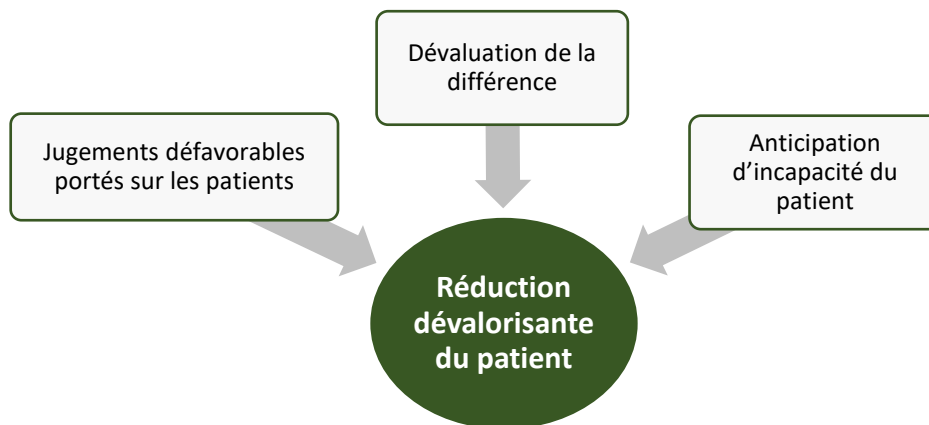 Dévaluation de la
différence
Jugements défavorables
portés sur les patients
Anticipation
d’incapacité du
patient
Réduction
dévalorisante
du patient